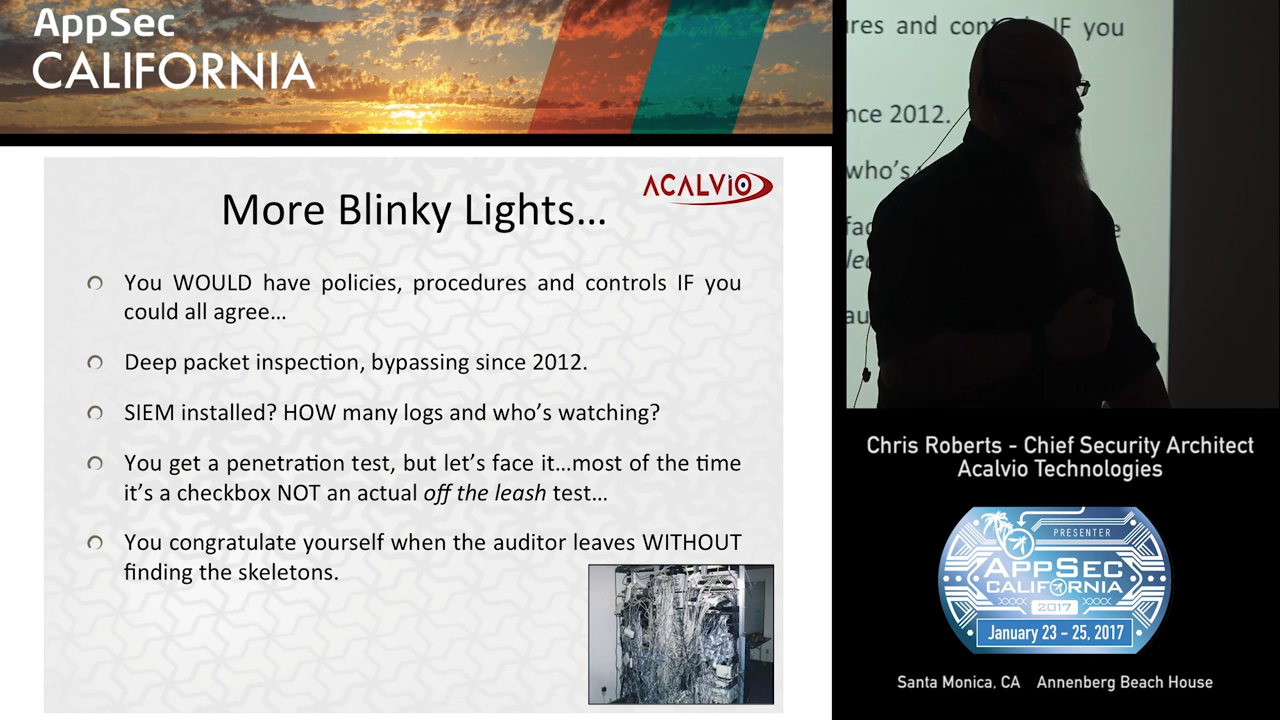 AppSec
CALIFORNIA
ACALVIO
More Blinky Lights…
You WOULD have policies, procedures and controls IF you
could all agree…
Deep packet inspection, bypassing since 2012.
SIEM installed? HOW many logs and who's watching?
You get a penetration test, but let's face it…most of the time
it's a checkbox NOT an actual off the leash test…
You congratulate yourself when the auditor leaves WITHOUT
finding the skeletons.
and IF you
2012.
who's
Chris Roberts - Chief Security Architect
Acalvio Technologies
PRESENTER
APPSEC
CALIFORNIA
2017
January 23 - 25, 2017
Santa Monica, CA Annenberg Beach House